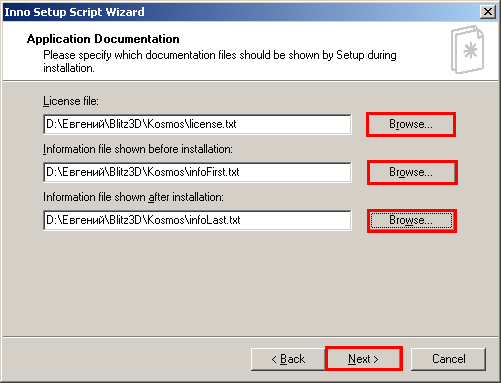 Inno Setup Script Wizard
Application Documentation
Please specify which documentation files should be shown by Setup during
installation.
License file:
D:\Евгений\Blitz3D\Kosmos\license.txt
Browse...
Information file shown before installation:
D:\Евгений\Blitz3D\Kosmos\infoFirst.txt
Browse...
Information file shown after installation:
D:\Евгений\Blitz3D\Kosmos\infoLast.txt
Browse...
< Back
Next >
Cancel